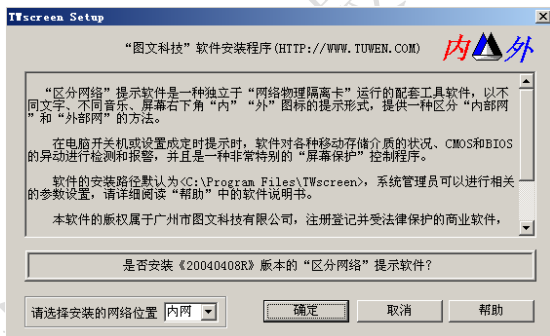 TWscreen Setup
“图文科技”软件安装程序(HTTP://WWW.TUWEN.COM)
内 外
“区分网络”提示软件是一种独立于“网络物理隔离卡”运行的配套工具软件，以不
同文字、不同音乐、屏幕右下角“内”“外”图标的提示形式，提供一种区分“内部网
”和“外部网”的方法。
在电脑开关机或设置成定时提示时，软件对各种移动存储介质的状况、CMOS和BIOS
的异动进行检测和报警，并且是一种非常特别的“屏幕保护”控制程序。
软件的安装路径默认为<C:\Program Files\TWscreen>，系统管理员可以进行相关
的参数设置，请详细阅读“帮助”中的软件说明书。
本软件的版权属于广州市图文科技有限公司，注册登记并受法律保护的商业软件，
是否安装《20040408R》版本的“区分网络”提示软件？
请选择安装的网络位置 内网
确定 取消 帮助